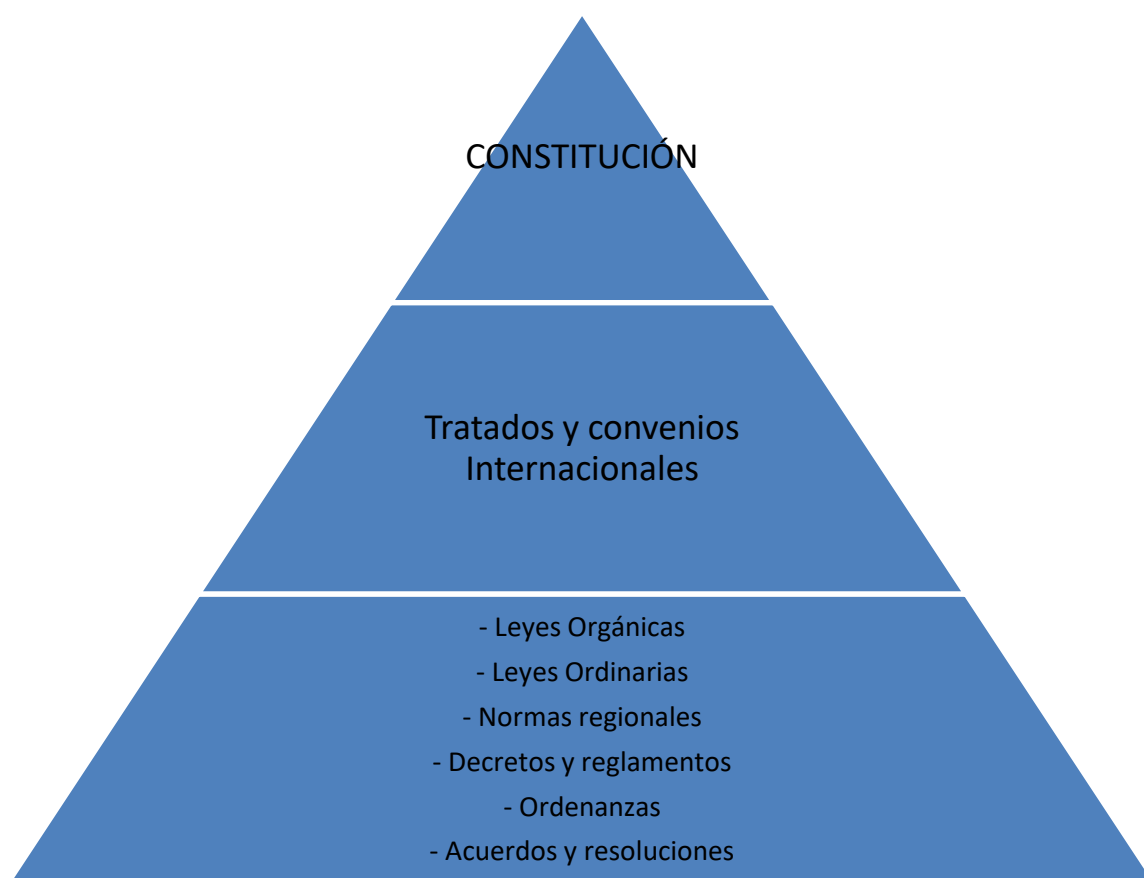 CONSTITUCIÓN
Tratados y convenios
Internacionales
- Leyes Orgánicas
- Leyes Ordinarias
- Normas regionales
- Decretos y reglamentos
- Ordenanzas
- Acuerdos y resoluciones